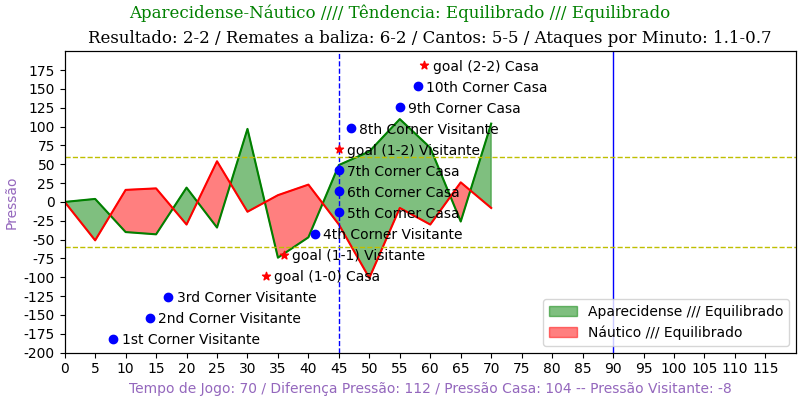 Aparecidense-Náutico //// Têndencia: Equilibrado /// Equilibrado
Resultado: 2-2 / Remates a baliza: 6-2 / Cantos: 5-5 / Ataques por Minuto: 1.1-0.7
Pressão
175
150
125
100
75
50
25
0
-25
-50
-75
-100
-125
-150
-175
-200
goal (2-2) Casa
10th Corner Casa
9th Corner Casa
8th Corner Visitante
goal (1-2) Visitante
7th Corner Casa
6th Corner Casa
5th Corner Casa
4th Corner Visitante
goal (1-1) Visitante
goal (1-0) Casa
3rd Corner Visitante
2nd Corner Visitante
1st Corner Visitante
Aparecidense /// Equilibrado
Náutico /// Equilibrado
0 5 10 15 20 25 30 35 40 45 50 55 60 65 70 75 80 85 90 95 100 105 110 115
Tempo de Jogo: 70 / Diferença Pressão: 112 / Pressão Casa: 104 -- Pressão Visitante: -8